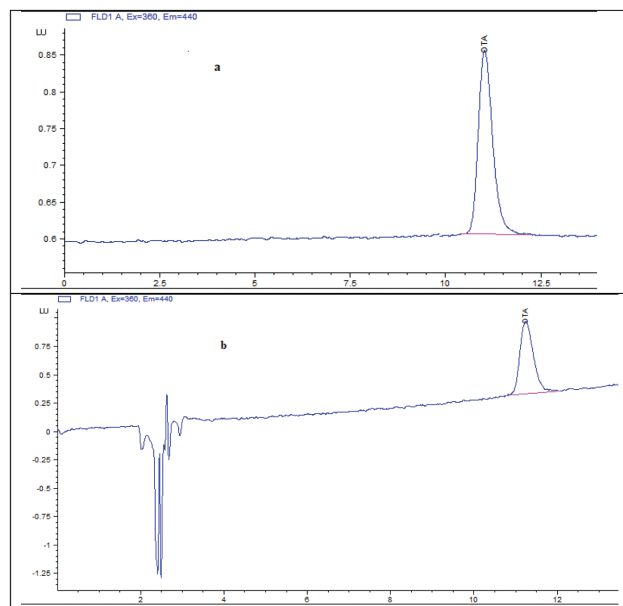 FLD1 A, Ex=360, Em=440
LU
OTA
a
0.85
0.8
0.75
0.7
0.65
0.6
0 2.5 5 7.5 10 12.5
FLD1 A, Ex=360, Em=440
LU
OTA
b
0.75
0.5
0.25
0
-0.25
-0.5
-0.75
-1
-1.25
2 4 6 8 10 12